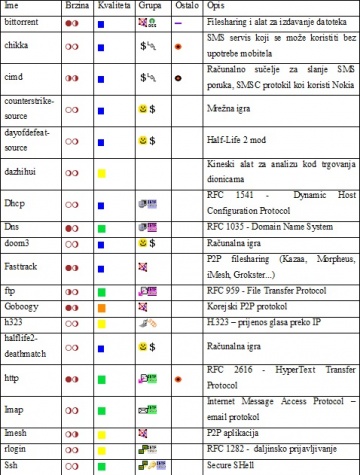 Ime Brzina Kvaliteta Grupa Ostalo Opis
bittorrent Filesharing i alat za izdavanje datoteka
chikka $ SMS servis koji se može koristiti bez
upotrebe mobitela
cimd $ Računalno sučelje za slanje SMS
poruka, SMSC protokol koi koristi Nokia
counterstrike-
source $ Mrežna igra
dayofdefeat-
source $ Half-Life 2 mod
dazhihui Kineski alat za analizu kod trgovanja
dionicama
Dhcp RFC 1541 - Dynamic Host
Configuration Protocol
Dns RFC 1035 - Domain Name System
doom3 $ Računalna igra
Fasttrack P2P filesharing (Kazaa, Morpheus,
iMesh, Grokster...)
ftp RFC 959 - File Transfer Protocol
Goboogy Korejski P2P protokol
h323 H.323 – prijenos glasa preko IP
halflife2-
deathmatch $ Računalna igra
http RFC 2616 - HyperText Transfer
Protocol
Imap Internet Message Access Protocol –
email protokol
Imesh P2P aplikacija
rlogin RFC 1282 - daljinsko prijavljivanje
Ssh Secure SHell